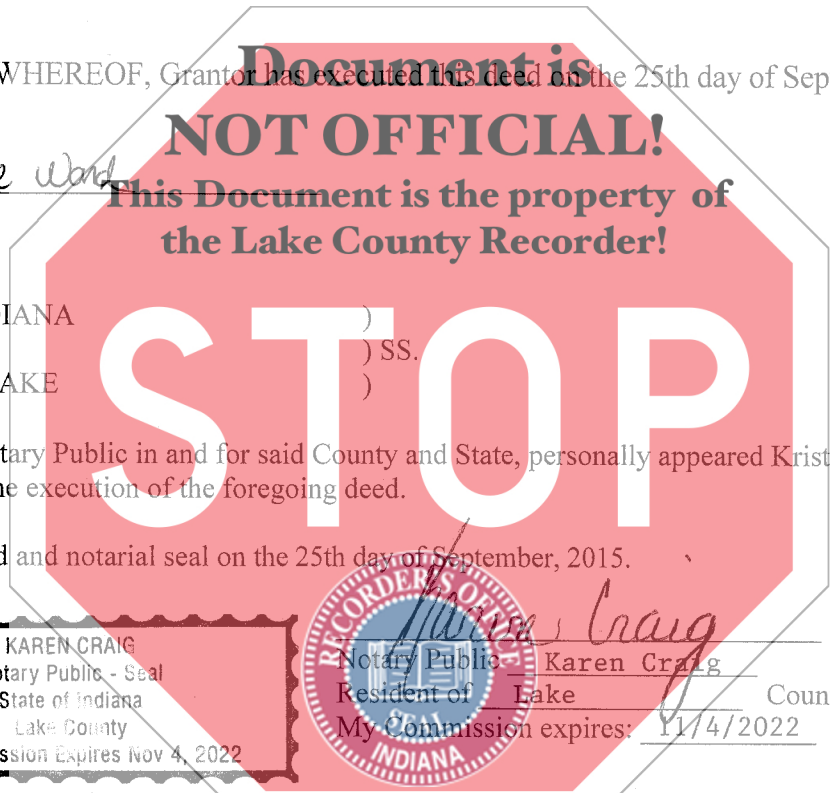 Document is
WHEREOF, Grantor has executed this deed on the 25th day of Sep
NOT OFFICIAL!
e Ward
This Document is the property of
the Lake County Recorder!
IANA )
) SS.
AKE )
STOP
tary Public in and for said County and State, personally appeared Krist
he execution of the foregoing deed.
d and notarial seal on the 25th day of September, 2015.
RECORDER'S OFFICE
SEAL
INDIANA
Karen Craig
KAREN CRAIG
otary Public - Seal
State of Indiana
Lake County
ssion Expires Nov 4, 2022
Notary Public Karen Craig
Resident of Lake Coun
My Commission expires: 11/4/2022